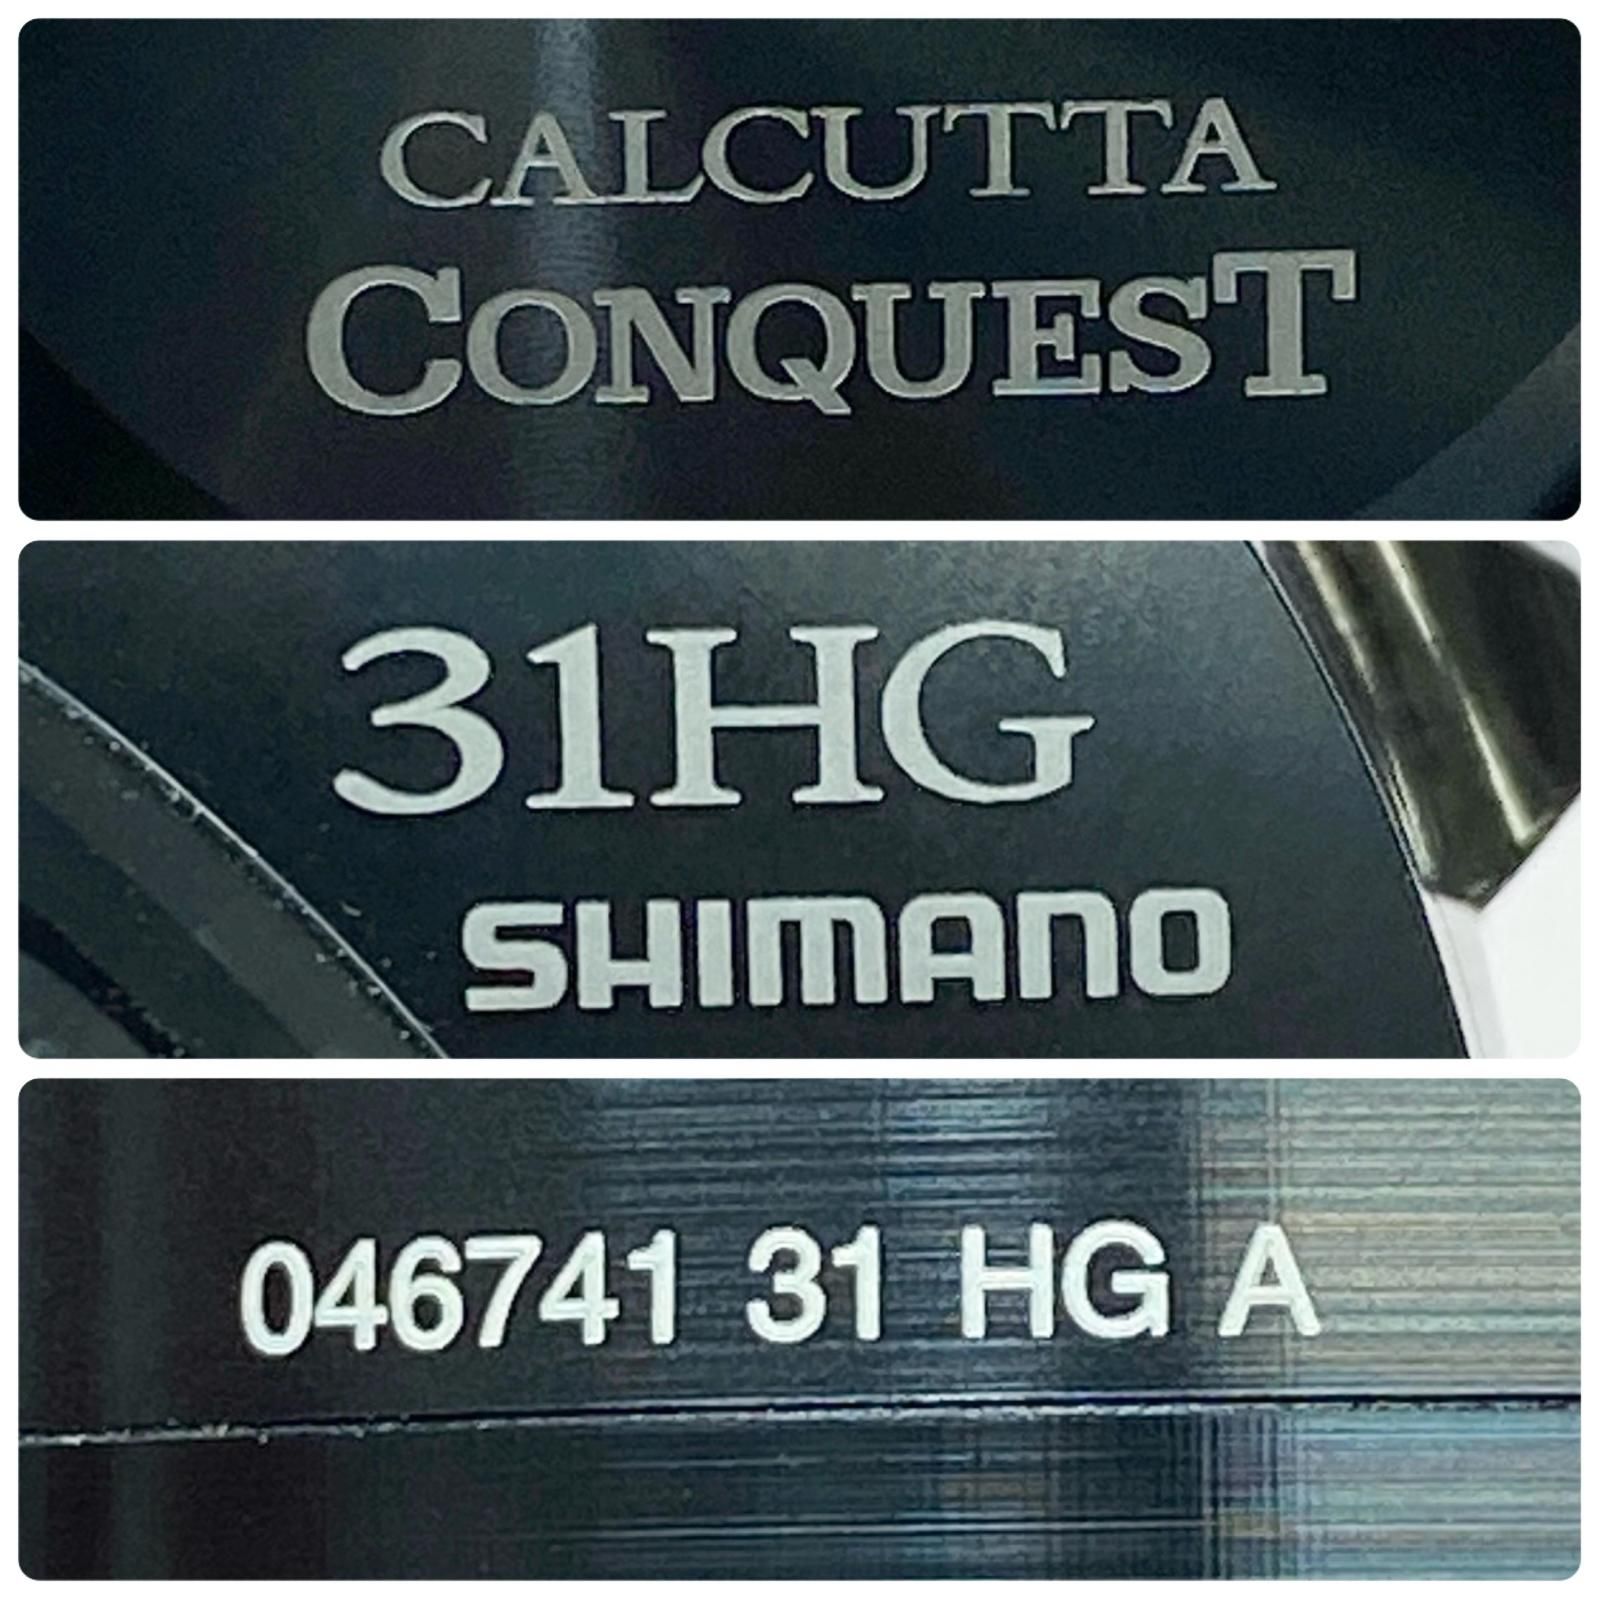 CALCUTTA
CONQUEST
31HG
SHIMANO
046741 31 HG A